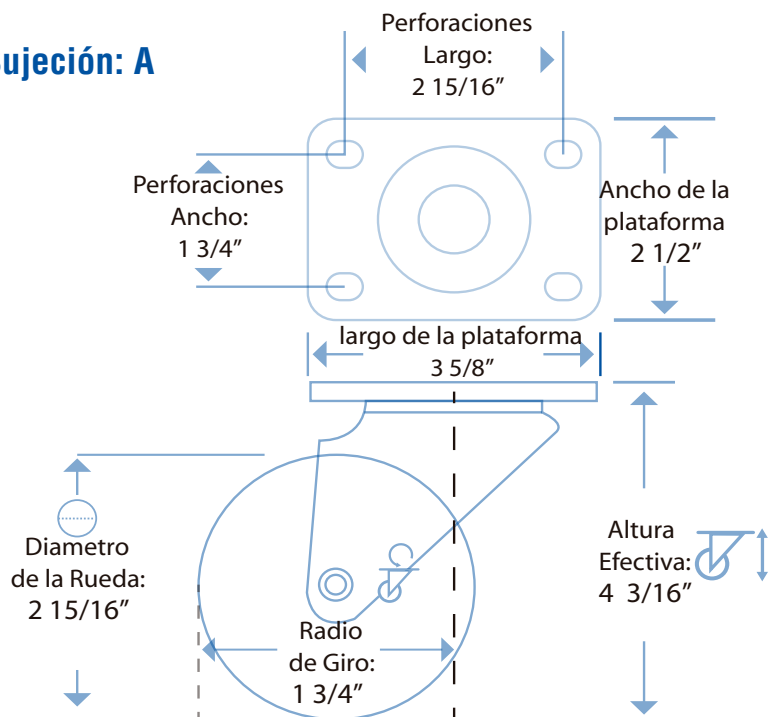 ujeción: A
Perforaciones
Largo:
2 15/16”
Perforaciones
Ancho:
1 3/4”
Ancho de la
plataforma
2 1/2”
largo de la plataforma
3 5/8”
Diametro
de la Rueda:
2 15/16”
Altura
Efectiva:
4 3/16”
Radio
de Giro:
1 3/4”